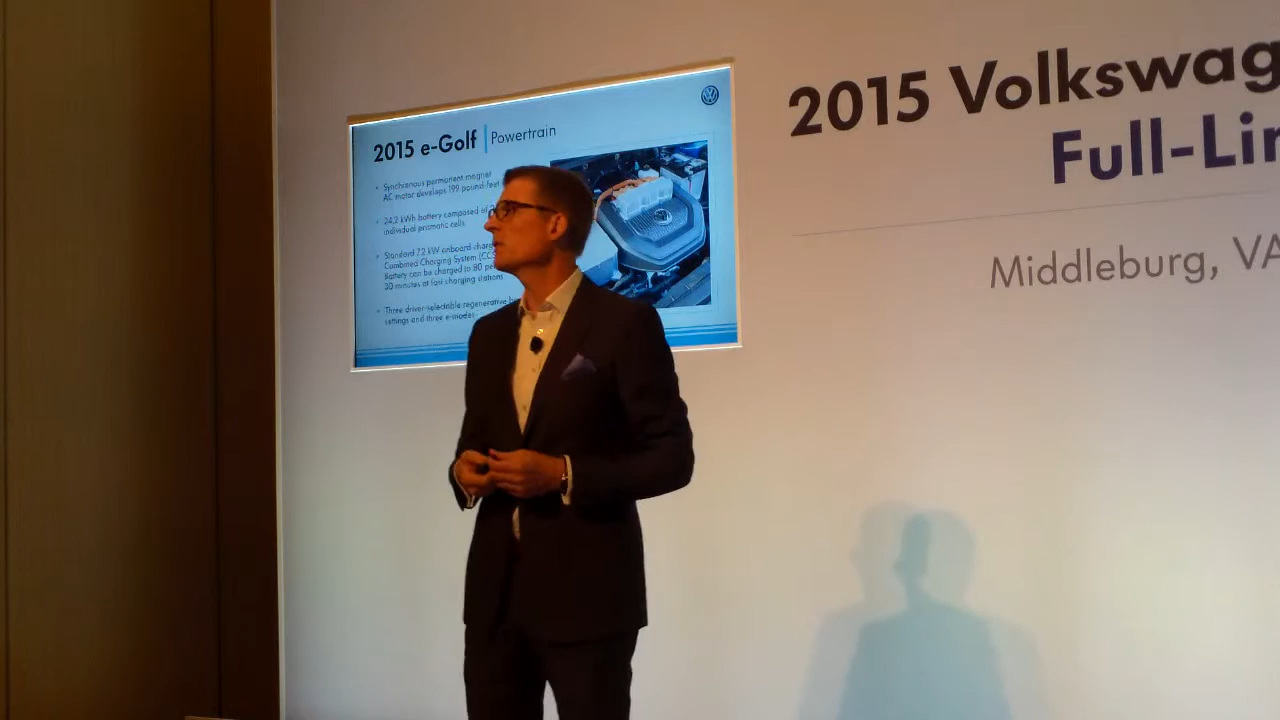 2015 e-Golf | Powertrain
• Synchronous permanent magnet
AC motor develops 199 pound-feet
• 24.2 kWh battery composed of
individual prismatic cells
• Standard 7.2 kW onboard
Combined Charging System (CCS
Battery can be charged to 80
30 minutes at fast charging stations
• Three driver-selectable regenerative
settings and three e-modes
2015 Volkswag
Full-Lin
Middleburg, VA